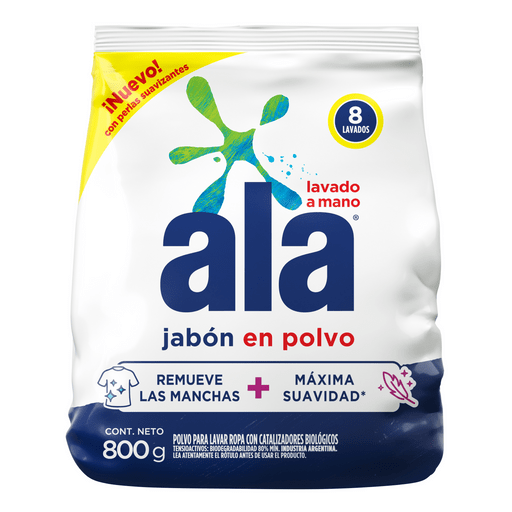 ¡Nuevo!
con perlas suavizantes
8
LAVADOS
lavado
a mano
ala®
jabón en polvo
REMUEVE
LAS MANCHAS
+
MÁXIMA
SUAVIDAD*
CONT. NETO
800g
POLVO PARA LAVAR ROPA CON CATALIZADORES BIOLÓGICOS
TENSIOACTIVOS: BIODEGRADABILIDAD 80% MÍN. INDUSTRIA ARGENTINA.
LEA ATENTAMENTE EL RÓTULO ANTES DE USAR EL PRODUCTO.